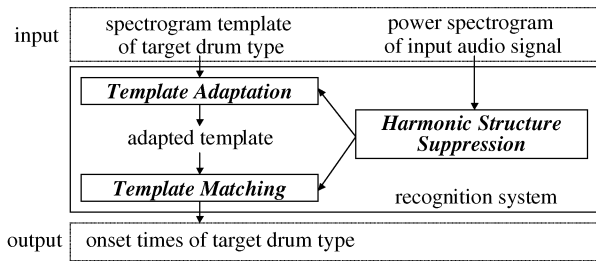 input
spectrogram template
of target drum type
power spectrogram
of input audio signal
Template Adaptation
adapted template
Template Matching
Harmonic Structure
Suppression
recognition system
output
onset times of target drum type